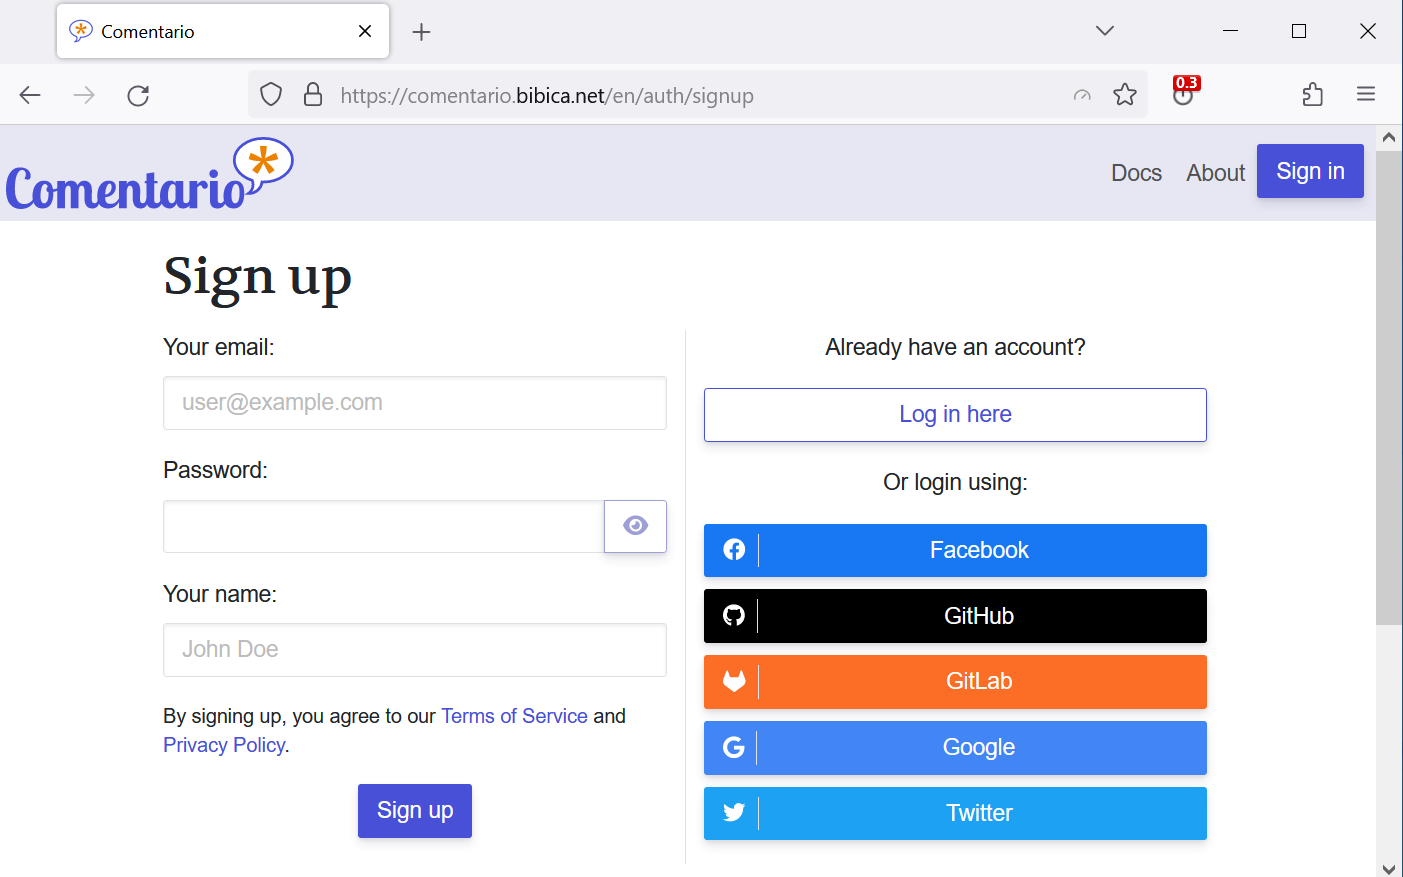 Comentario
0.3
https://comentario.bibica.net/en/auth/signup
Comentario
Docs
About
Sign in
Sign up
Your email:
user@example.com
Password:
Your name:
John Doe
By signing up, you agree to our Terms of Service and
Privacy Policy.
Sign up
Already have an account?
Log in here
Or login using:
Facebook
GitHub
GitLab
Google
Twitter